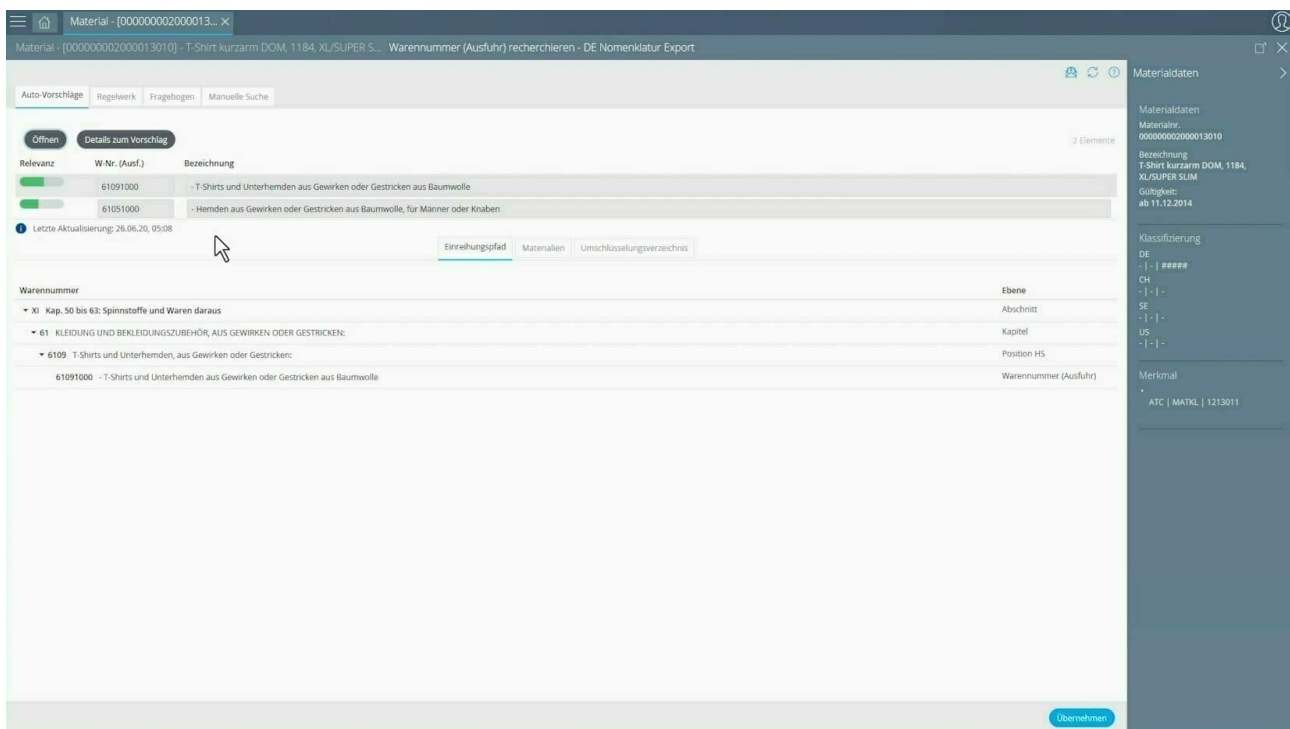 Material - [000000002000013... ×
Material - [000000002000013010] - T-Shirt kurzarm DOM, 1184, XL/SUPER S... Warennummer (Ausfuhr) recherchieren - DE Nomenklatur Export
Auto-Vorschläge Regelwerk Fragebogen Manuelle Suche
Öffnen Details zum Vorschlag 2 Elemente
Relevanz W-Nr. (Ausf.) Bezeichnung
61091000 - T-Shirts und Unterhemden aus Gewirken oder Gestricken aus Baumwolle
61051000 - Hemden aus Gewirken oder Gestricken aus Baumwolle, für Männer oder Knaben
Letzte Aktualisierung: 26.06.20, 05:08
Einreihungspfad Materialien Umschlüsselungsverzeichnis
Warennummer Ebene
XI Kap. 50 bis 63: Spinnstoffe und Waren daraus Abschnitt
61 KLEIDUNG UND BEKLEIDUNGSZUBEHÖR, AUS GEWIRKEN ODER GESTRICKEN: Kapitel
6109 T-Shirts und Unterhemden, aus Gewirken oder Gestricken: Position HS
61091000 - T-Shirts und Unterhemden aus Gewirken oder Gestricken aus Baumwolle Warennummer (Ausfuhr)
Übernehmen
Materialdaten
Materialdaten
Materialnr.
000000002000013010
Bezeichnung
T-Shirt kurzarm DOM, 1184,
XL/SUPER SLIM
Gültigkeit:
ab 11.12.2014
Klassifizierung
DE
- | - | #####
CH
- | - | -
SE
- | - | -
US
- | - | -
Merkmal
ATC | MATKL | 1213011